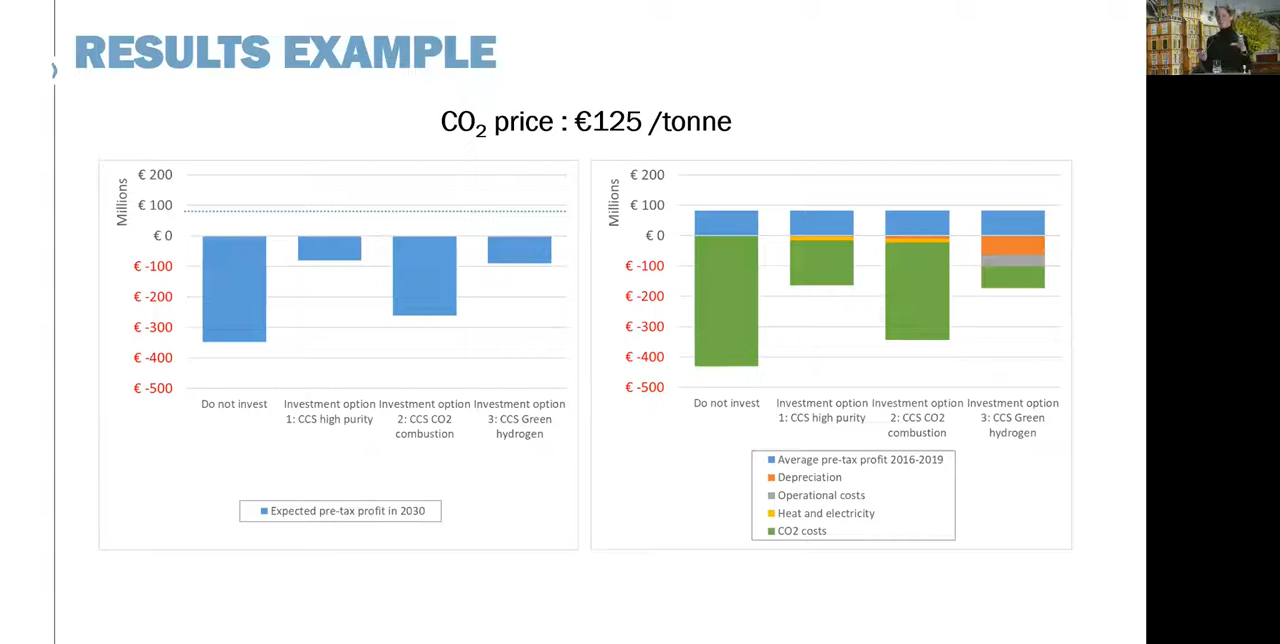 RESULTS EXAMPLE
CO2 price : €125 /tonne
Millions
€ 200
€ 100
€ 0
€ -100
€ -200
€ -300
€ -400
€ -500
Do not invest
Investment option
1: CCS high purity
Investment option
2: CCS CO2
combustion
Investment option
3: CCS Green
hydrogen
Expected pre-tax profit in 2030
Millions
€ 200
€ 100
€ 0
€ -100
€ -200
€ -300
€ -400
€ -500
Do not invest
Investment option
1: CCS high purity
Investment option
2: CCS CO2
combustion
Investment option
3: CCS Green
hydrogen
Average pre-tax profit 2016-2019
Depreciation
Operational costs
Heat and electricity
CO2 costs